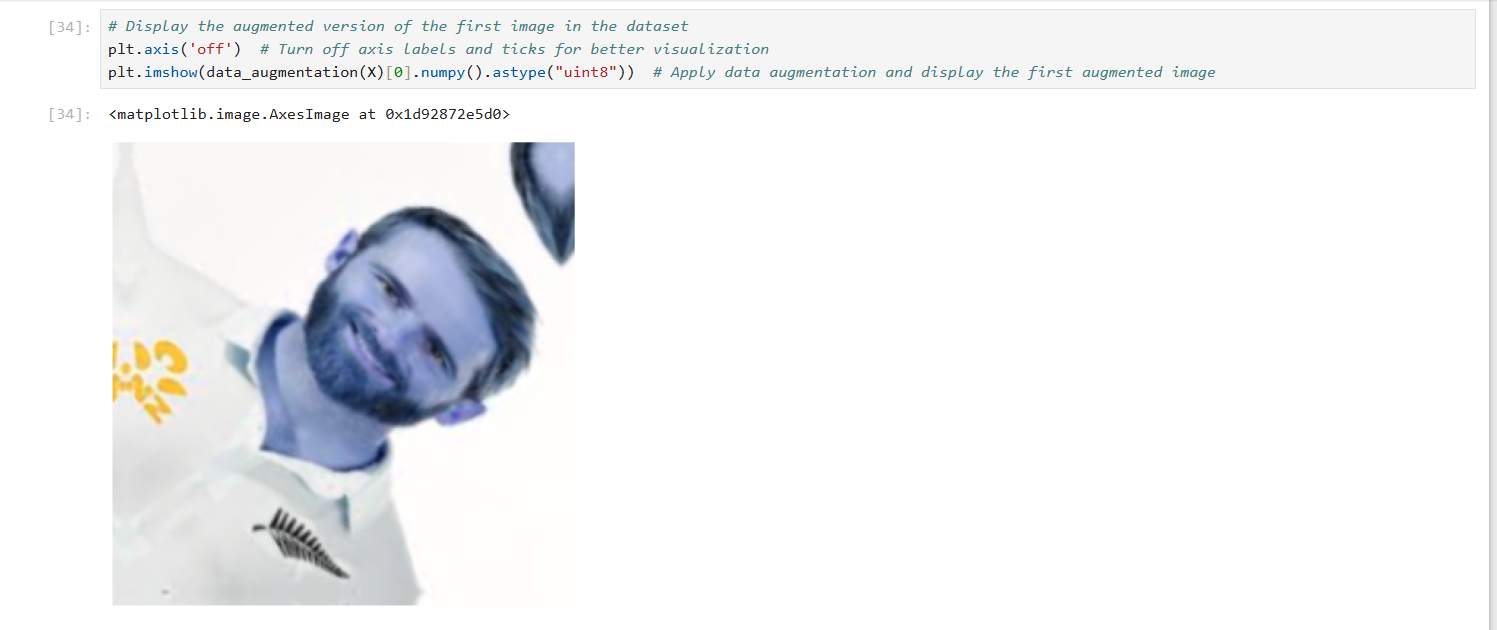 [34]: # Display the augmented version of the first image in the dataset
plt.axis('off')  # Turn off axis labels and ticks for better visualization
plt.imshow(data_augmentation(X)[0].numpy().astype("uint8"))  # Apply data augmentation and display the first augmented image
[34]: <matplotlib.image.AxesImage at 0x1d92872e5d0>